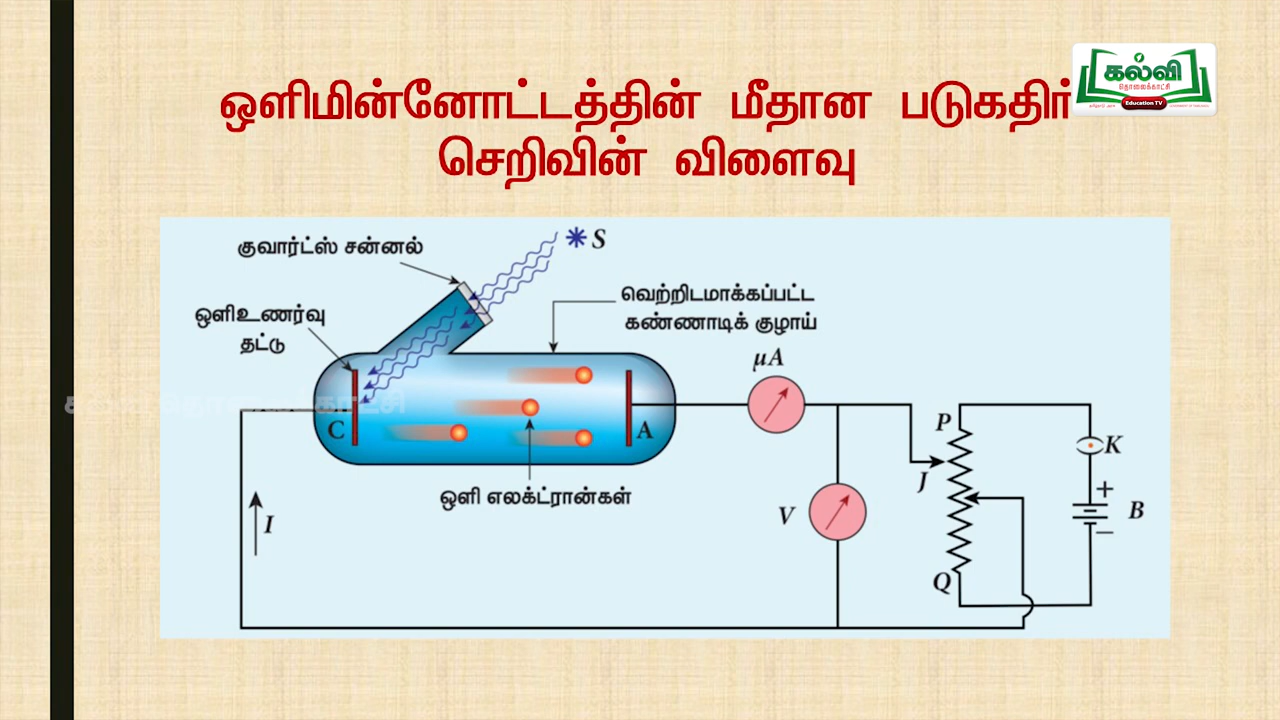 ஒளிமின்னோட்டத்தின் மீதான படுகதிர்
செறிவின் விளைவு
கல்வி
தொலைக்காட்சி
Education TV
குவார்ட்ஸ் சன்னல்
S
ஒளிஉணர்வு
தட்டு
வெற்றிடமாக்கப்பட்ட
கண்ணாடிக் குழாய்
μA
C
A
ஒளி எலக்ட்ரான்கள்
I
V
P
J
Q
K
+
B
−